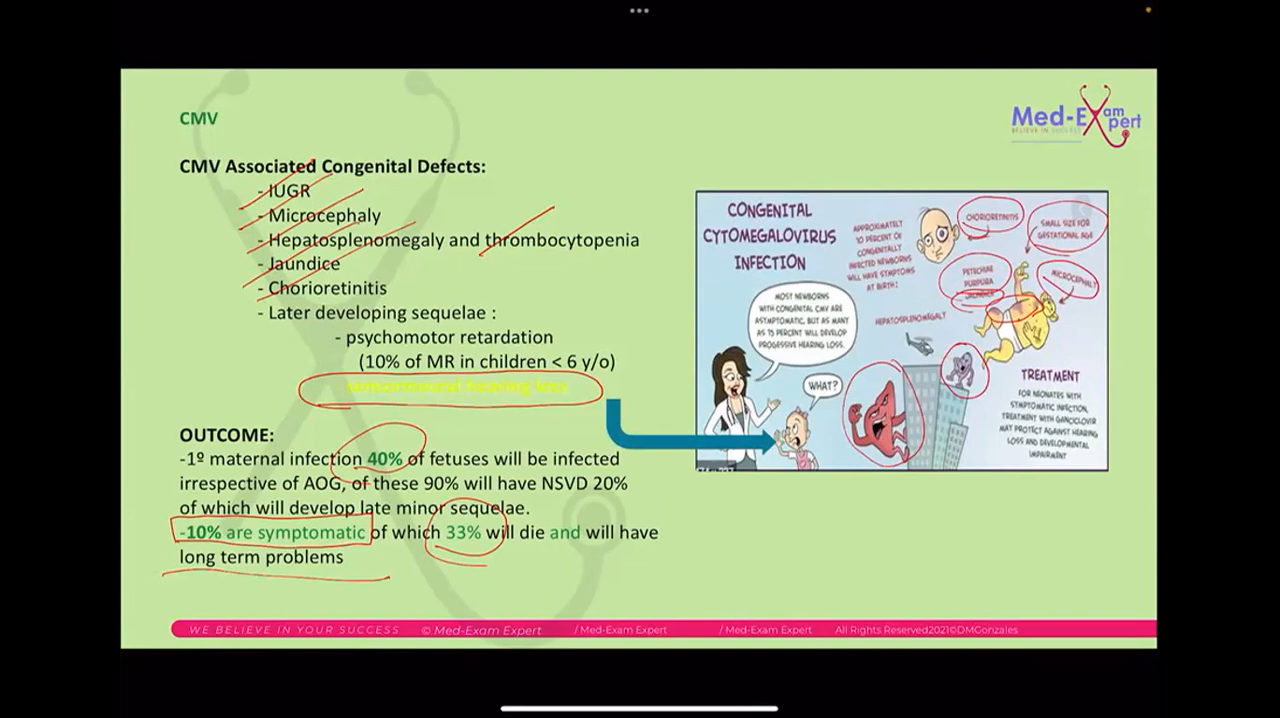 CMV
Med-Exam
pert
BELIEVE IN SUCCESS
CMV Associated Congenital Defects:
- IUGR
- Microcephaly
- Hepatosplenomegaly and thrombocytopenia
- Jaundice
- Chorioretinitis
- Later developing sequelae :
- psychomotor retardation
(10% of MR in children < 6 y/o)
sensorineural hearing loss
OUTCOME:
-1º maternal infection 40% of fetuses will be infected
irrespective of AOG, of these 90% will have NSVD 20%
of which will develop late minor sequelae.
-10% are symptomatic of which 33% will die and will have
long term problems
CONGENITAL
CYTOMEGALOVIRUS
INFECTION
APPROXIMATELY
10 PERCENT OF
CONGENITALLY
INFECTED NEWBORNS
WILL HAVE SYMPTOMS
AT BIRTH:
CHORIORETINITIS
SMALL SIZE FOR
GESTATIONAL AGE
PETECHIAE
PURPURA
JAUNDICE
MICROCEPHALY
HEPATOSPLENOMEGALY
MOST NEWBORNS
WITH CONGENITAL CMV ARE
ASYMPTOMATIC, BUT AS MANY
AS 15 PERCENT WILL DEVELOP
PROGRESSIVE HEARING LOSS.
WHAT?
TREATMENT
FOR NEONATES WITH
SYMPTOMATIC INFECTION,
TREATMENT WITH GANCICLOVIR
MAY PROTECT AGAINST HEARING
LOSS AND DEVELOPMENTAL
IMPAIRMENT
WE BELIEVE IN YOUR SUCCESS © Med-Exam Expert / Med-Exam Expert / Med-Exam Expert All Rights Reserved2021©DMGonzales